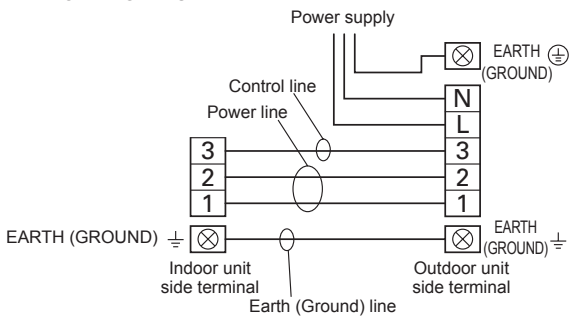 Power supply
EARTH
(GROUND)
Control line
Power line
N
L
3 3
2 2
1 1
EARTH (GROUND)
EARTH
(GROUND)
Indoor unit
side terminal
Outdoor unit
side terminal
Earth (Ground) line